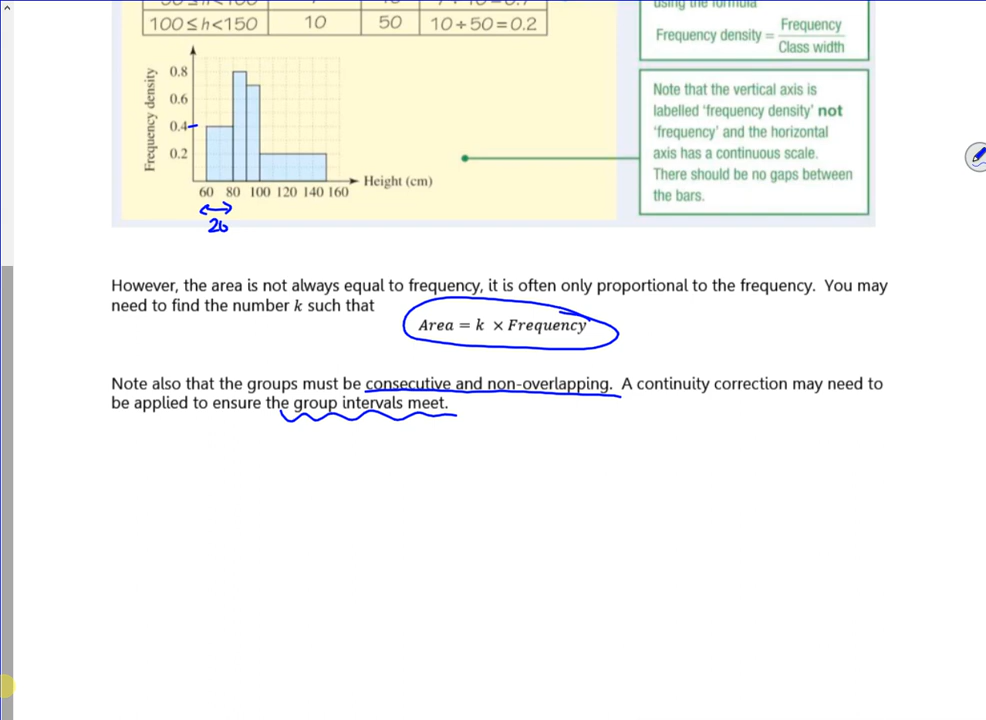 using the formula
100≤h<150 10 50 10÷50=0.2
Frequency density = Frequency
Class width
Frequency density
0.8
0.6
0.4
0.2
60 80 100 120 140 160
Height (cm)
20
Note that the vertical axis is
labelled ‘frequency density’ not
‘frequency’ and the horizontal
axis has a continuous scale.
There should be no gaps between
the bars.
However, the area is not always equal to frequency, it is often only proportional to the frequency. You may
need to find the number k such that
Area = k × Frequency
Note also that the groups must be consecutive and non-overlapping. A continuity correction may need to
be applied to ensure the group intervals meet.